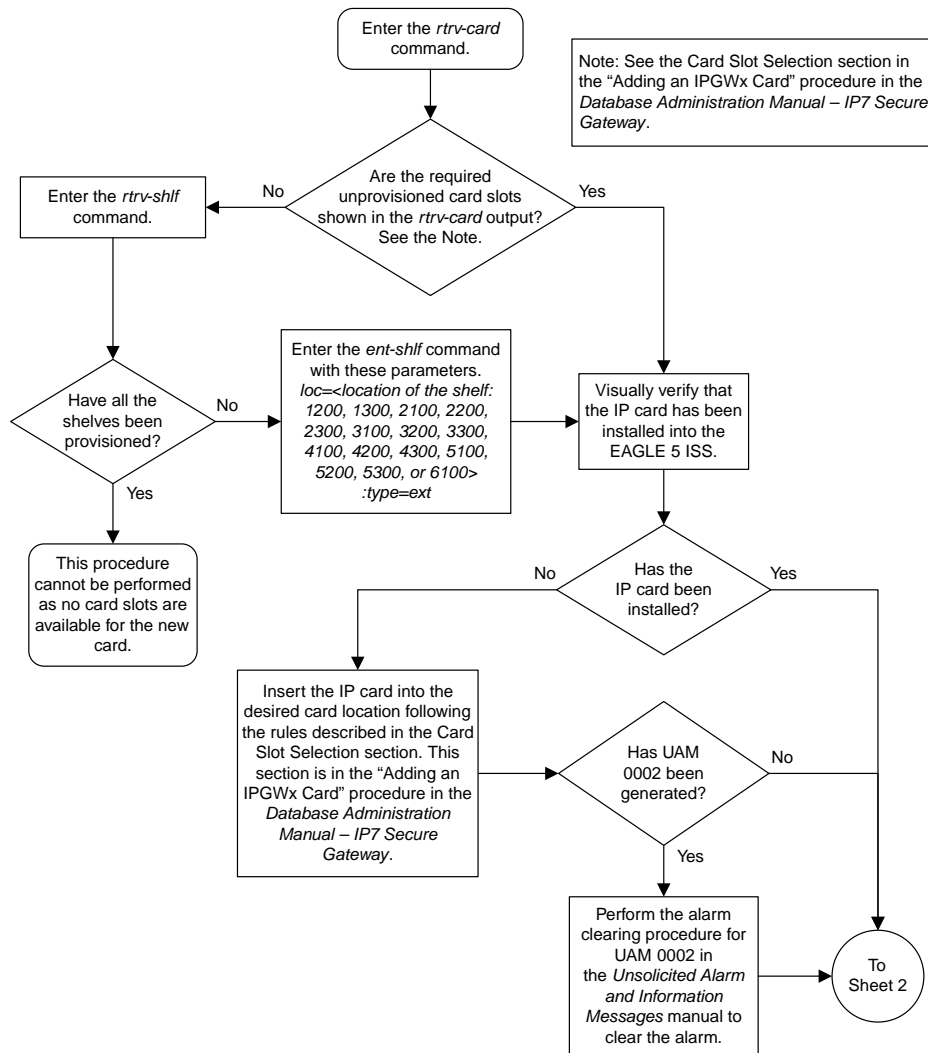 Enter the rtrv-card
command.
Note: See the Card Slot Selection section in
the “Adding an IPGWx Card” procedure in the
Database Administration Manual – IP7 Secure
Gateway.
Are the required
unprovisioned card slots
shown in the rtrv-card output?
See the Note.
No
Yes
Enter the rtrv-shlf
command.
Have all the
shelves been
provisioned?
No
Yes
Enter the ent-shlf command
with these parameters.
loc=<location of the shelf:
1200, 1300, 2100, 2200,
2300, 3100, 3200, 3300,
4100, 4200, 4300, 5100,
5200, 5300, or 6100>
:type=ext
Visually verify that
the IP card has been
installed into the
EAGLE 5 ISS.
This procedure
cannot be performed
as no card slots are
available for the new
card.
Has the
IP card been
installed?
No
Yes
Insert the IP card into the
desired card location following
the rules described in the Card
Slot Selection section. This
section is in the “Adding an
IPGWx Card” procedure in the
Database Administration
Manual – IP7 Secure
Gateway.
Has UAM
0002 been
generated?
No
Yes
Perform the alarm
clearing procedure for
UAM 0002 in
the Unsolicited Alarm
and Information
Messages manual to
clear the alarm.
To
Sheet 2